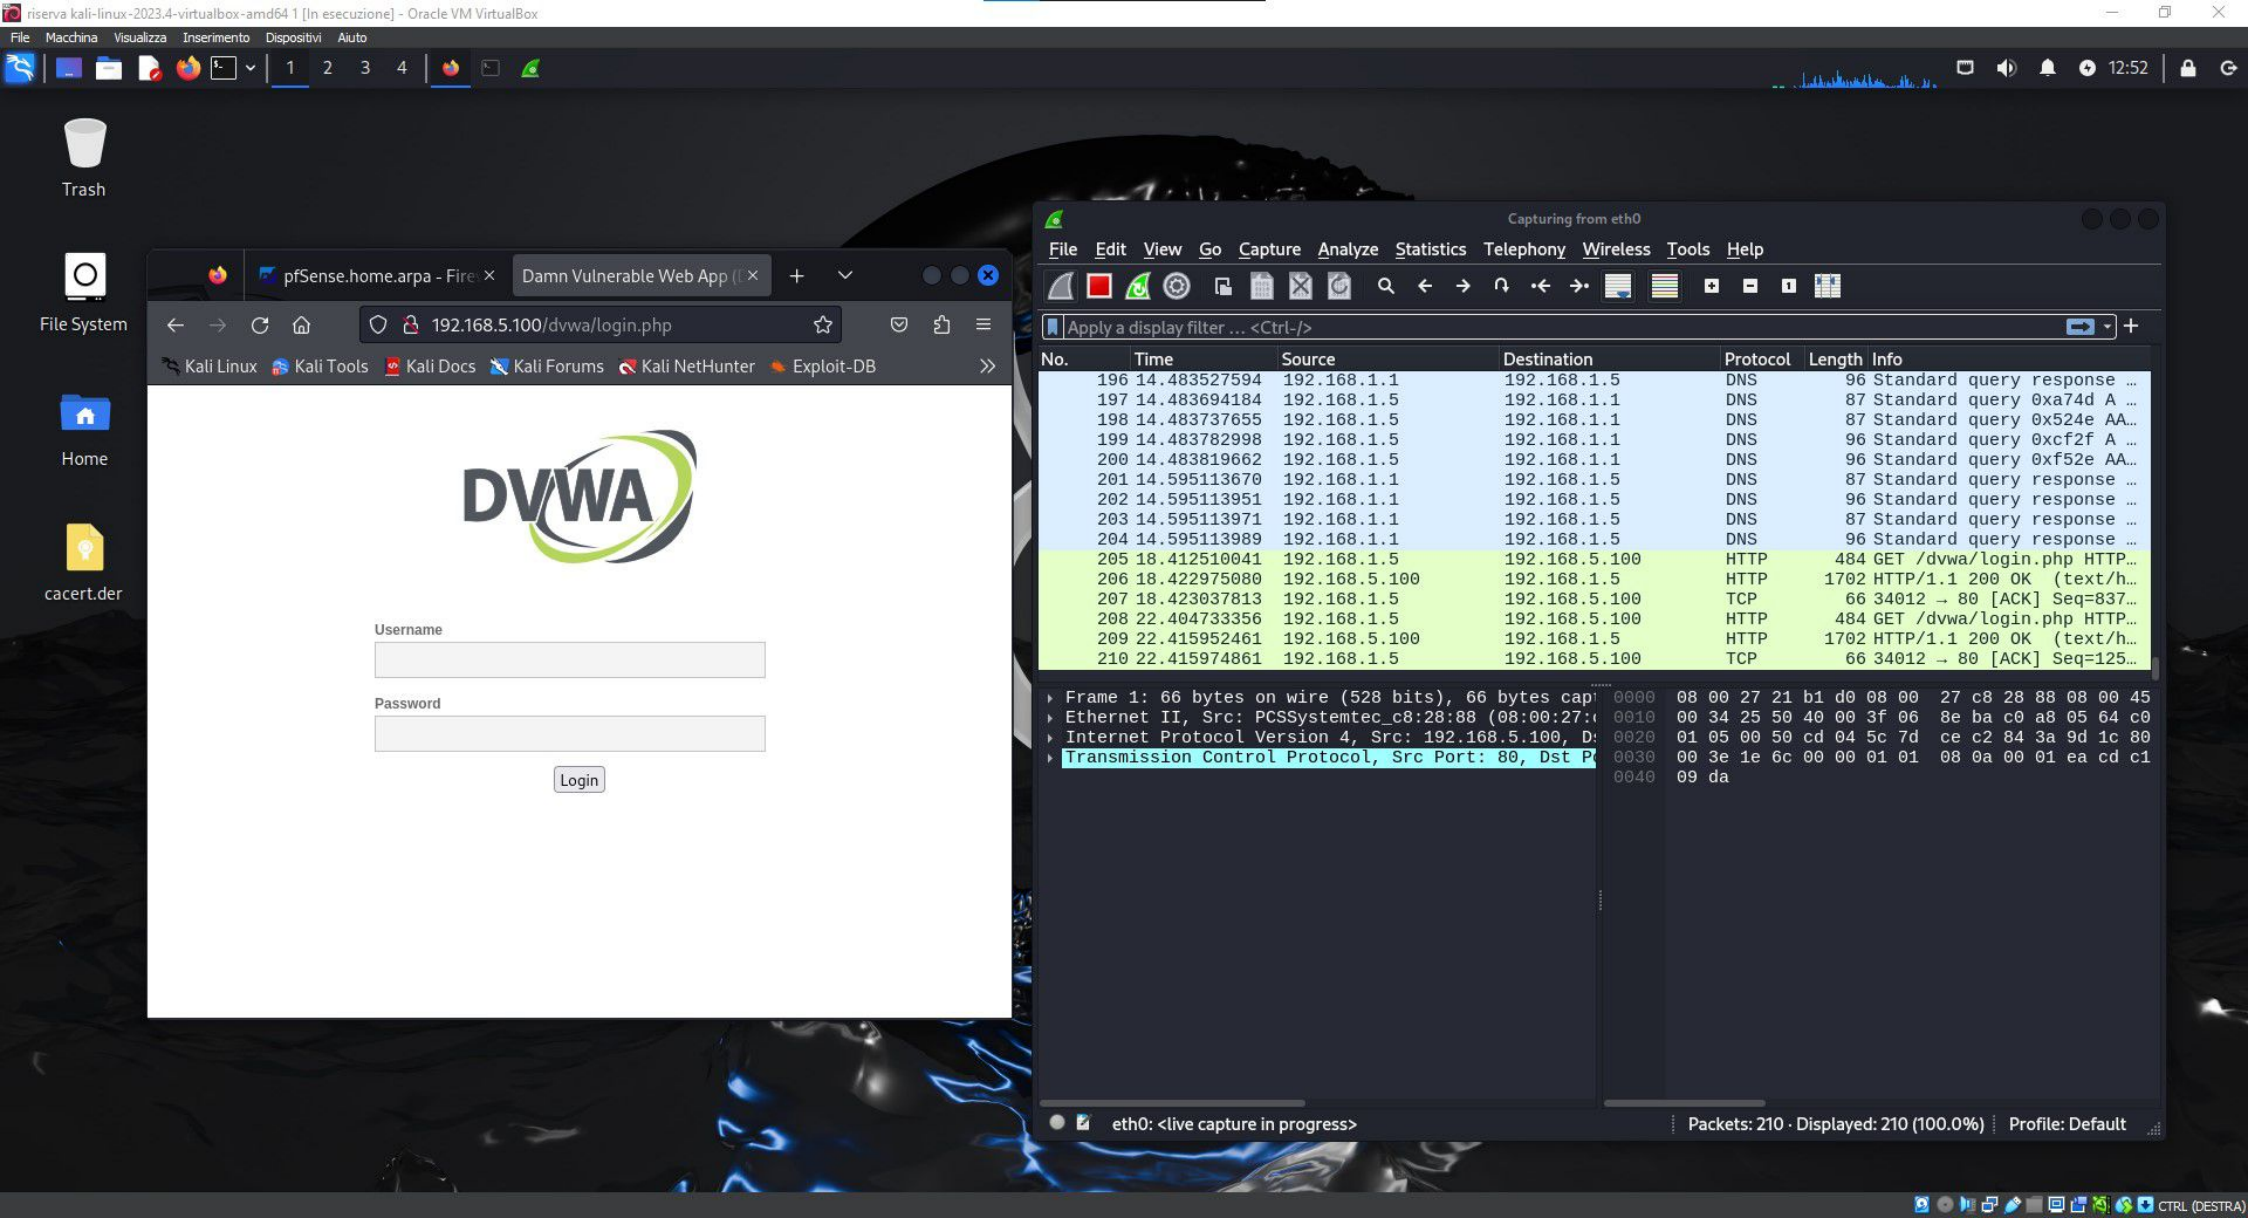 riserva kali-linux-2023.4-virtualbox-amd64 1 [In esecuzione] - Oracle VM VirtualBox
File Macchina Visualizza Inserimento Dispositivi Aiuto
1 2 3 4
12:52
Trash
File System
Home
cacert.der
pfSense.home.arpa - Fire
Damn Vulnerable Web App (
192.168.5.100/dvwa/login.php
Kali Linux Kali Tools Kali Docs Kali Forums Kali NetHunter Exploit-DB
DVWA
Username
Password
Login
Capturing from eth0
File Edit View Go Capture Analyze Statistics Telephony Wireless Tools Help
Apply a display filter ... <Ctrl-/>
No. Time Source Destination Protocol Length Info
196 14.483527594 192.168.1.1 192.168.1.5 DNS 96 Standard query response …
197 14.483694184 192.168.1.5 192.168.1.1 DNS 87 Standard query 0xa74d A …
198 14.483737655 192.168.1.5 192.168.1.1 DNS 87 Standard query 0x524e AA…
199 14.483782998 192.168.1.5 192.168.1.1 DNS 96 Standard query 0xcf2f A …
200 14.483819662 192.168.1.5 192.168.1.1 DNS 96 Standard query 0xf52e AA…
201 14.595113670 192.168.1.1 192.168.1.5 DNS 87 Standard query response …
202 14.595113951 192.168.1.1 192.168.1.5 DNS 96 Standard query response …
203 14.595113971 192.168.1.1 192.168.1.5 DNS 87 Standard query response …
204 14.595113989 192.168.1.1 192.168.1.5 DNS 96 Standard query response …
205 18.412510041 192.168.1.5 192.168.5.100 HTTP 484 GET /dvwa/login.php HTTP…
206 18.422975080 192.168.5.100 192.168.1.5 HTTP 1702 HTTP/1.1 200 OK (text/h…
207 18.423037813 192.168.1.5 192.168.5.100 TCP 66 34012 → 80 [ACK] Seq=837…
208 22.404733356 192.168.1.5 192.168.5.100 HTTP 484 GET /dvwa/login.php HTTP…
209 22.415952461 192.168.5.100 192.168.1.5 HTTP 1702 HTTP/1.1 200 OK (text/h…
210 22.415974861 192.168.1.5 192.168.5.100 TCP 66 34012 → 80 [ACK] Seq=125…
Frame 1: 66 bytes on wire (528 bits), 66 bytes cap
Ethernet II, Src: PCSSystemtec_c8:28:88 (08:00:27:
Internet Protocol Version 4, Src: 192.168.5.100, D
Transmission Control Protocol, Src Port: 80, Dst P
0000 08 00 27 21 b1 d0 08 00 27 c8 28 88 08 00 45
0010 00 34 25 50 40 00 3f 06 8e ba c0 a8 05 64 c0
0020 01 05 00 50 cd 04 5c 7d ce c2 84 3a 9d 1c 80
0030 00 3e 1e 6c 00 00 01 01 08 0a 00 01 ea cd c1
0040 09 da
eth0: <live capture in progress>
Packets: 210 · Displayed: 210 (100.0%)
Profile: Default
CTRL (DESTRA)